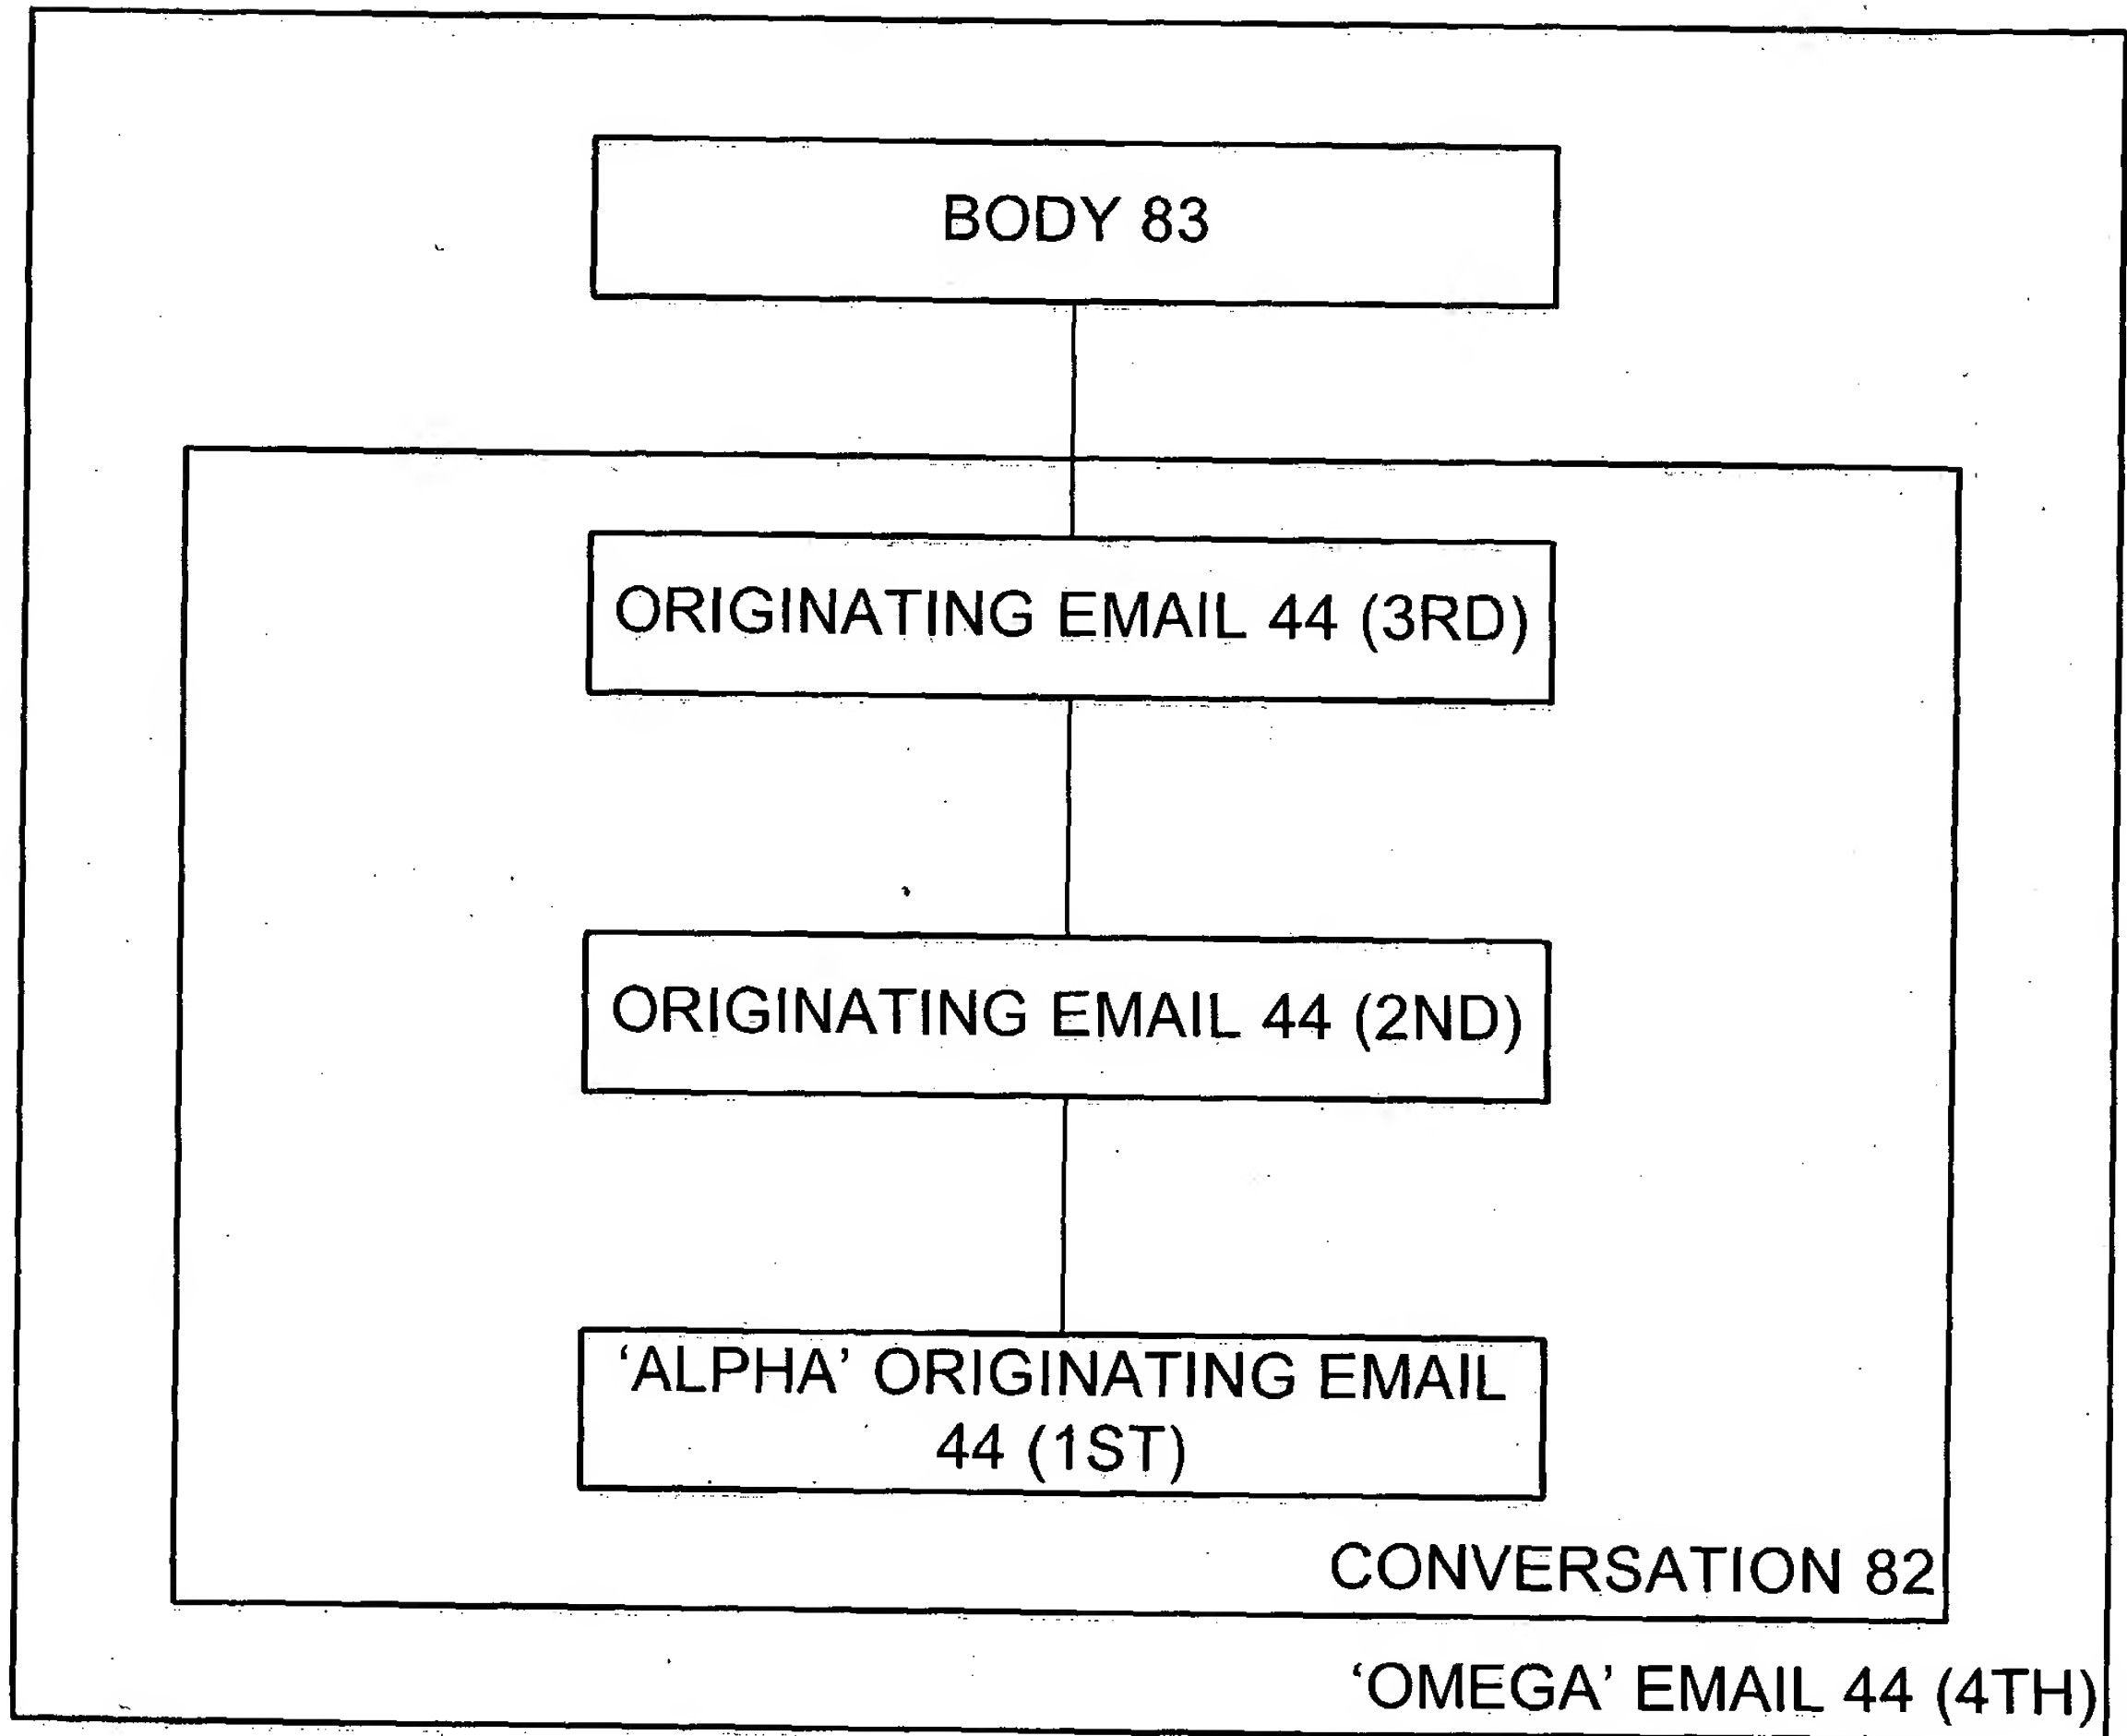 BODY 83
ORIGINATING EMAIL 44 (3RD)
ORIGINATING EMAIL 44 (2ND)
‘ALPHA’ ORIGINATING EMAIL
44 (1ST)
CONVERSATION 82
‘OMEGA’ EMAIL 44 (4TH)